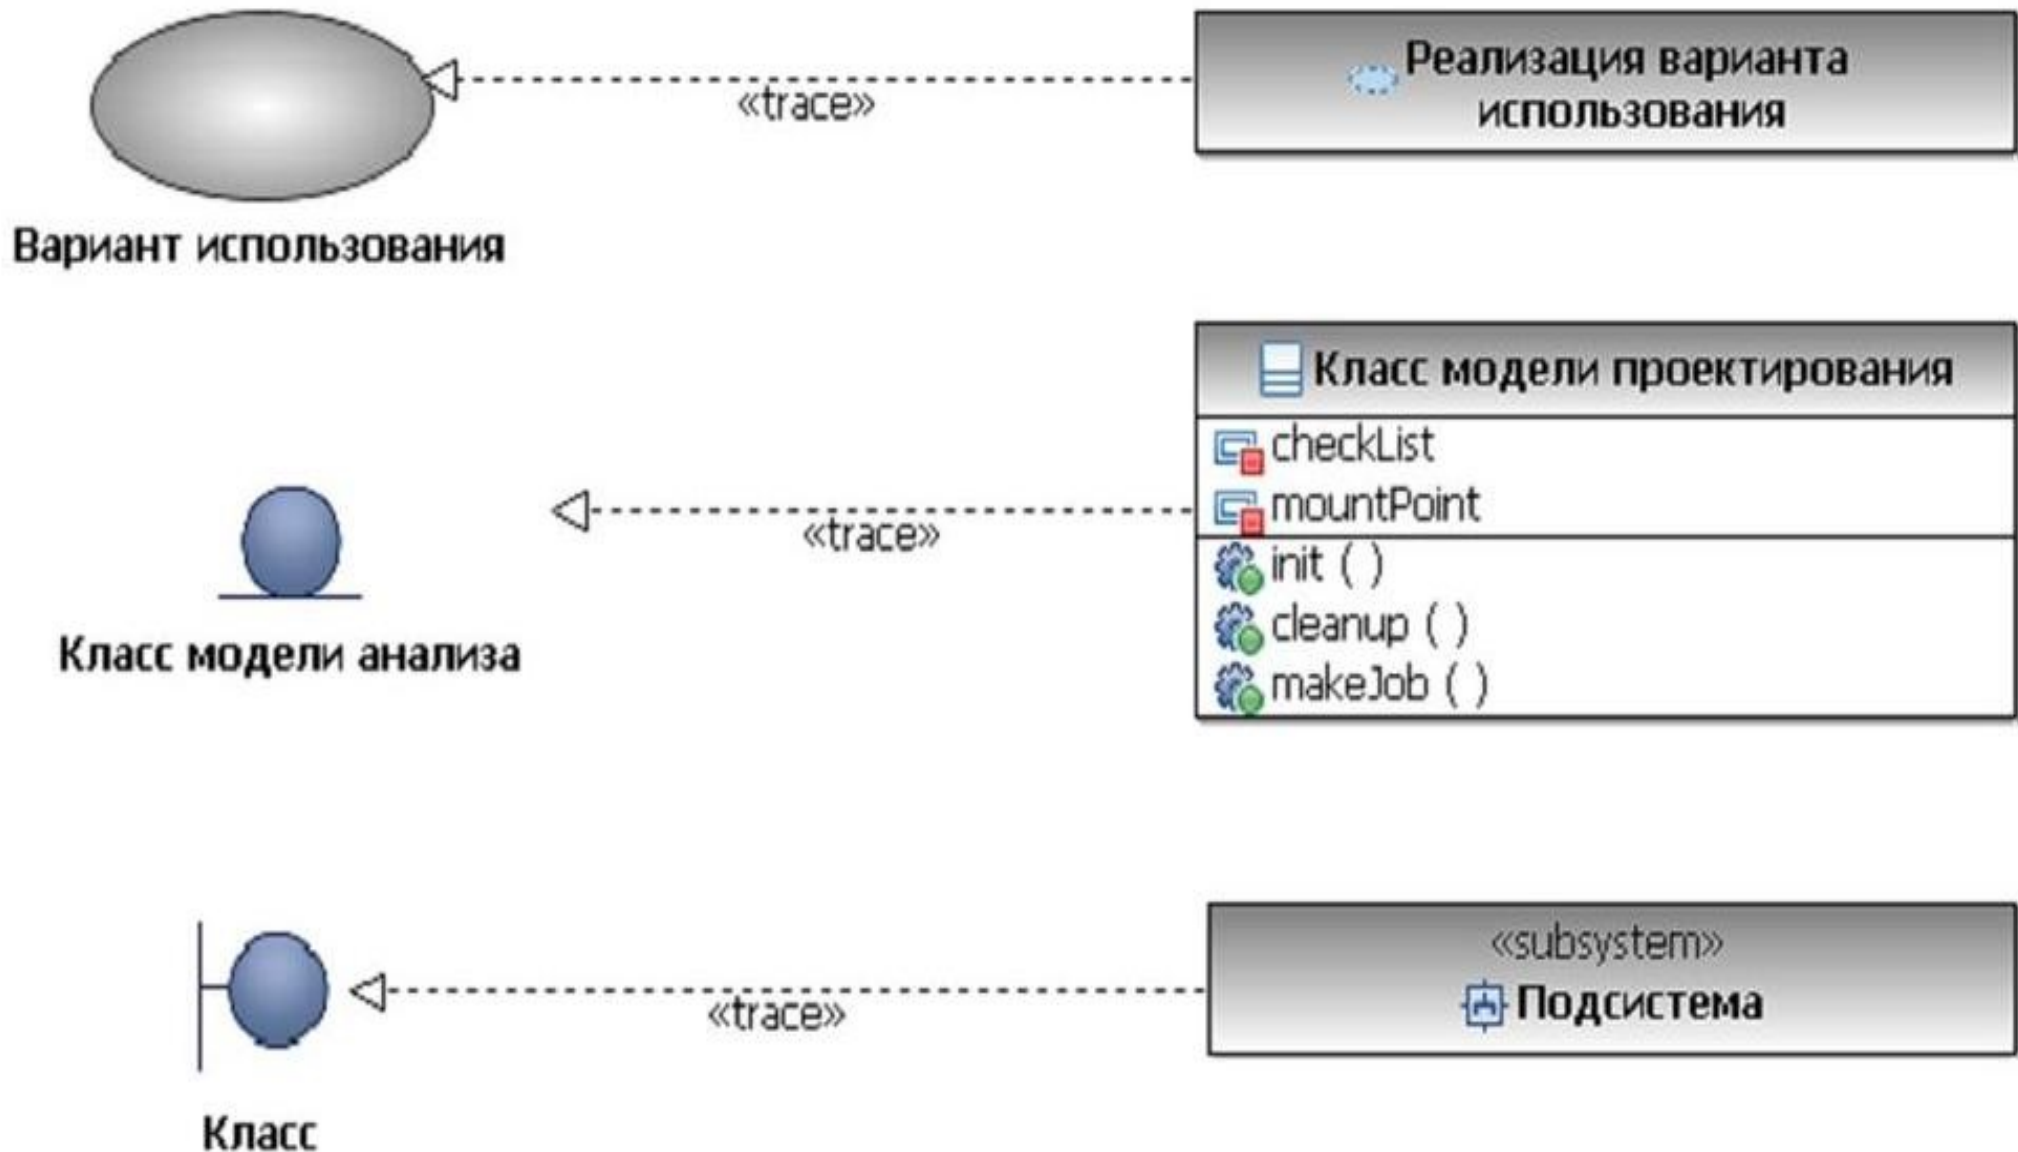 «trace»
Реализация варианта
использования
Вариант использования
Класс модели проектирования
checkList
mountPoint
«trace»
init ( )
cleanup ( )
makeJob ( )
Класс модели анализа
«subsystem»
Подсистема
«trace»
Класс